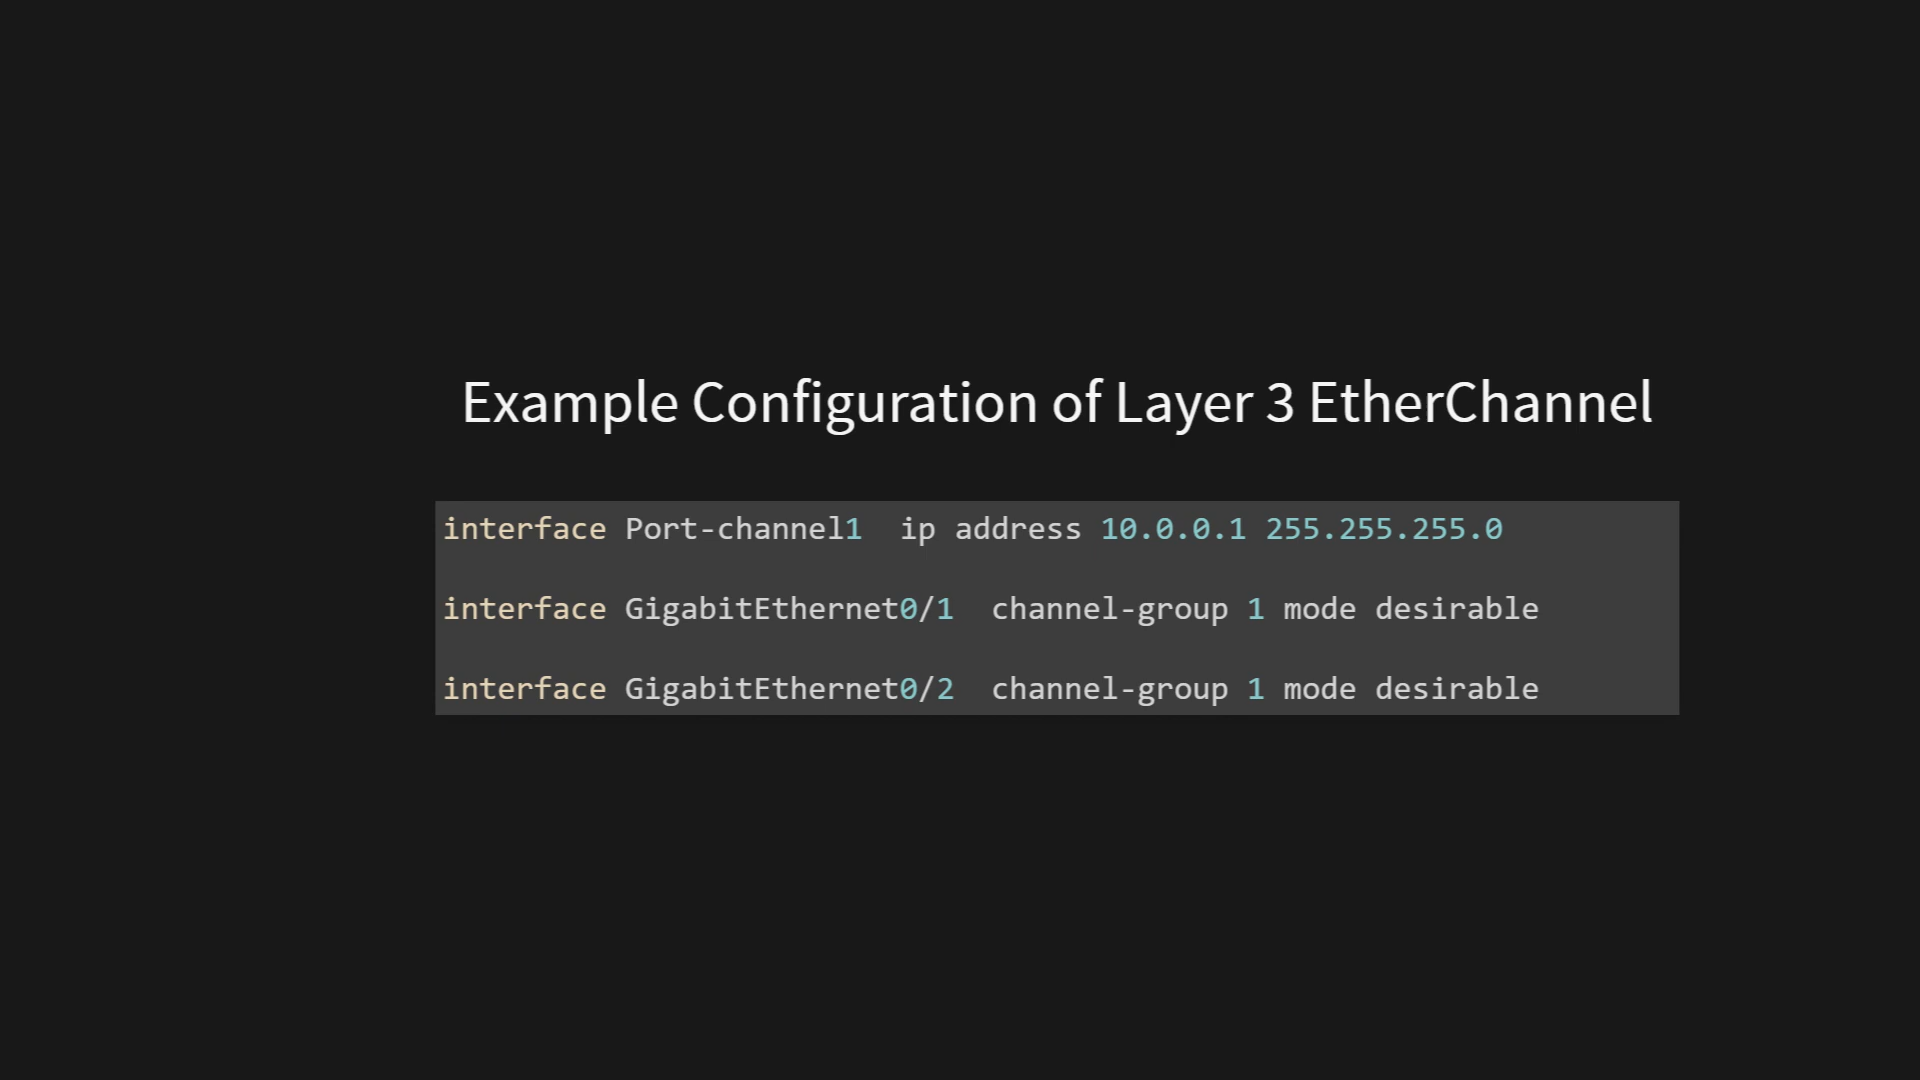 Example Configuration of Layer 3 EtherChannel
interface Port-channel1  ip address 10.0.0.1 255.255.255.0
interface GigabitEthernet0/1  channel-group 1 mode desirable
interface GigabitEthernet0/2  channel-group 1 mode desirable